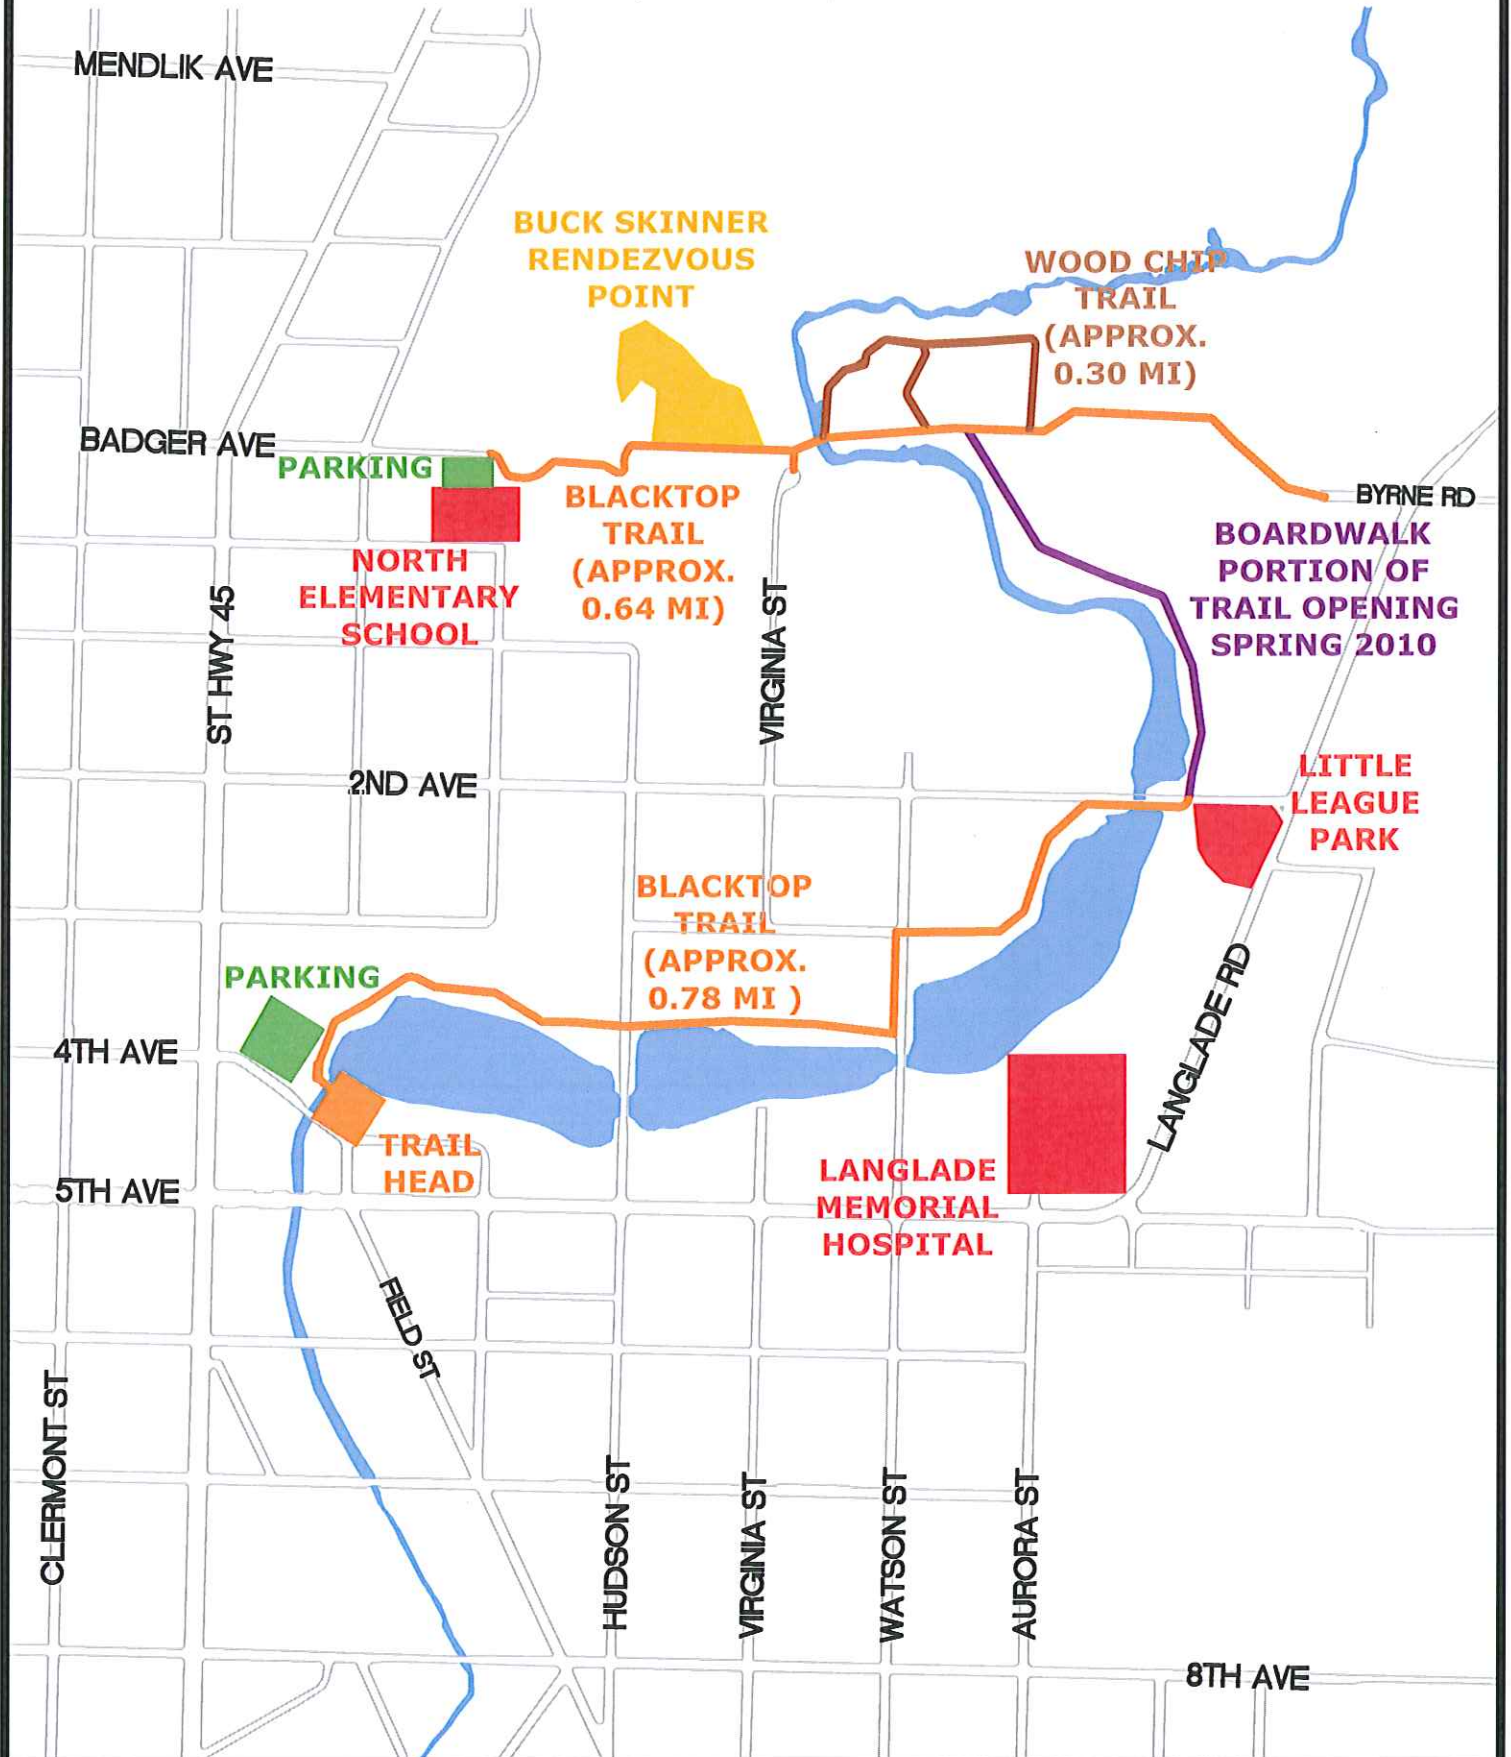 MENDLIK AVE
BUCK SKINNER
RENDEZVOUS
POINT
WOOD CHIP
TRAIL
(APPROX.
0.30 MI)
BADGER AVE
PARKING
NORTH
ELEMENTARY
SCHOOL
BLACKTOP
TRAIL
(APPROX.
0.64 MI)
BYRNE RD
BOARDWALK
PORTION OF
TRAIL OPENING
SPRING 2010
ST HWY 45
VIRGINIA ST
2ND AVE
LITTLE
LEAGUE
PARK
BLACKTOP
TRAIL
(APPROX.
0.78 MI )
PARKING
4TH AVE
LANGLADE RD
TRAIL
HEAD
5TH AVE
LANGLADE
MEMORIAL
HOSPITAL
FIELD ST
CLERMONT ST
HUDSON ST
VIRGINIA ST
WATSON ST
AURORA ST
8TH AVE